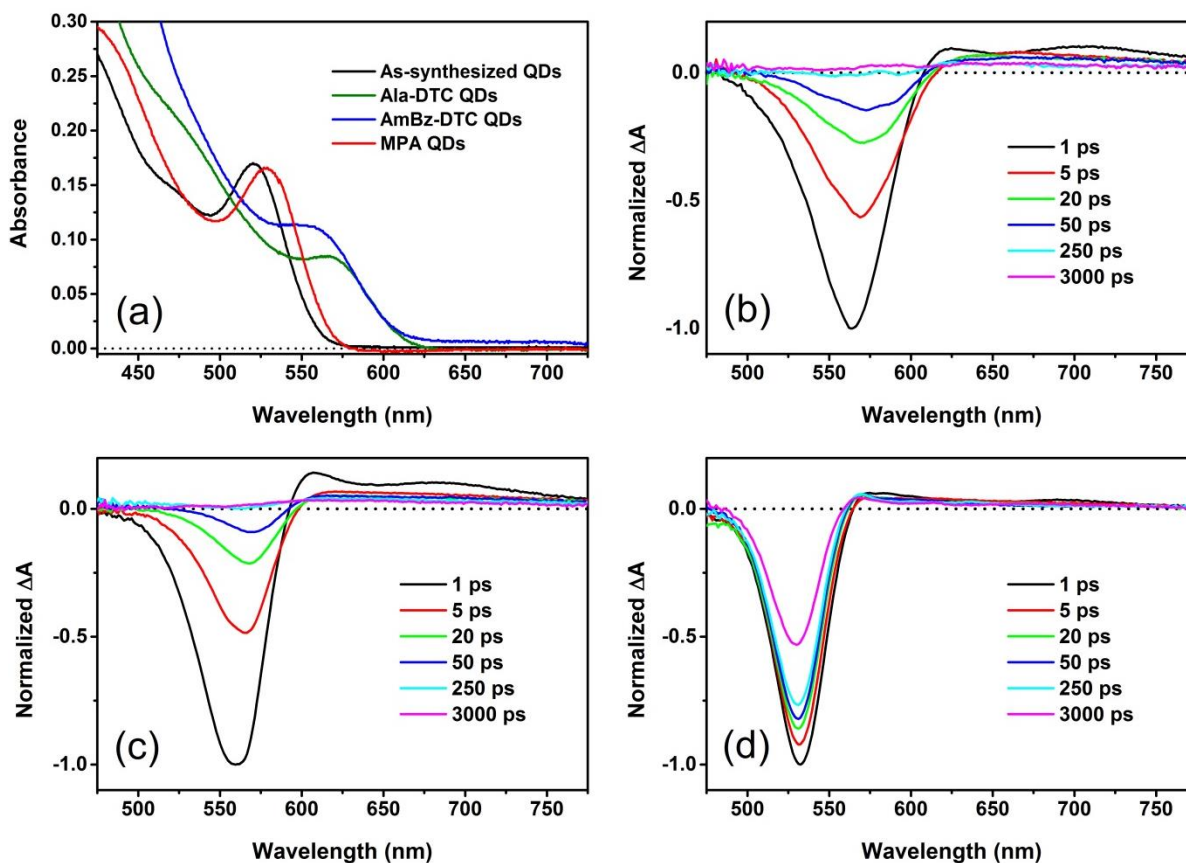 0.30
0.25
0.20
0.15
0.10
0.05
0.00
Absorbance
As-synthesized QDs
Ala-DTC QDs
AmBz-DTC QDs
MPA QDs
(a)
450 500 550 600 650 700
Wavelength (nm)
0.0
-0.5
-1.0
Normalized ΔA
1 ps
5 ps
20 ps
50 ps
250 ps
3000 ps
(b)
500 550 600 650 700 750
Wavelength (nm)
0.0
-0.5
-1.0
Normalized ΔA
1 ps
5 ps
20 ps
50 ps
250 ps
3000 ps
(c)
500 550 600 650 700 750
Wavelength (nm)
0.0
-0.5
-1.0
Normalized ΔA
1 ps
5 ps
20 ps
50 ps
250 ps
3000 ps
(d)
500 550 600 650 700 750
Wavelength (nm)